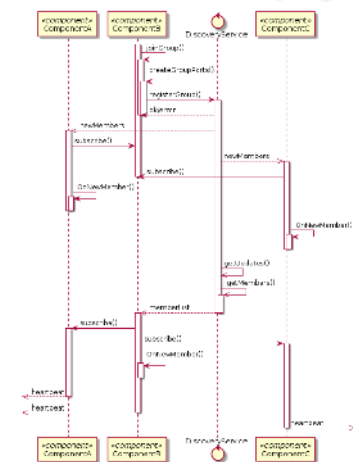 «component»
ComponentA
«component»
ComponentB
DiscoveryService
«component»
ComponentC
joinGroup()
createGroupPorts()
registerGroup()
newMembers
subscribe()
newMembers
subscribe()
OnNewMember()
OnNewMember()
getUpdates()
getMembers()
memberList
subscribe()
subscribe()
OnNewMember()
heartbeat
heartbeat
heartbeat
«component»
ComponentA
«component»
ComponentB
DiscoveryService
«component»
ComponentC